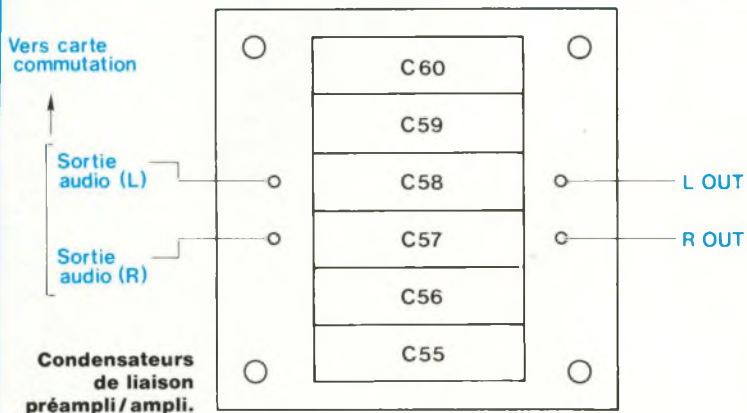 Vers carte
commutation
Sortie
audio (L)
Sortie
audio (R)
C60
C59
C58
C57
C56
C55
L OUT
R OUT
Condensateurs
de liaison
préampli/ampli.